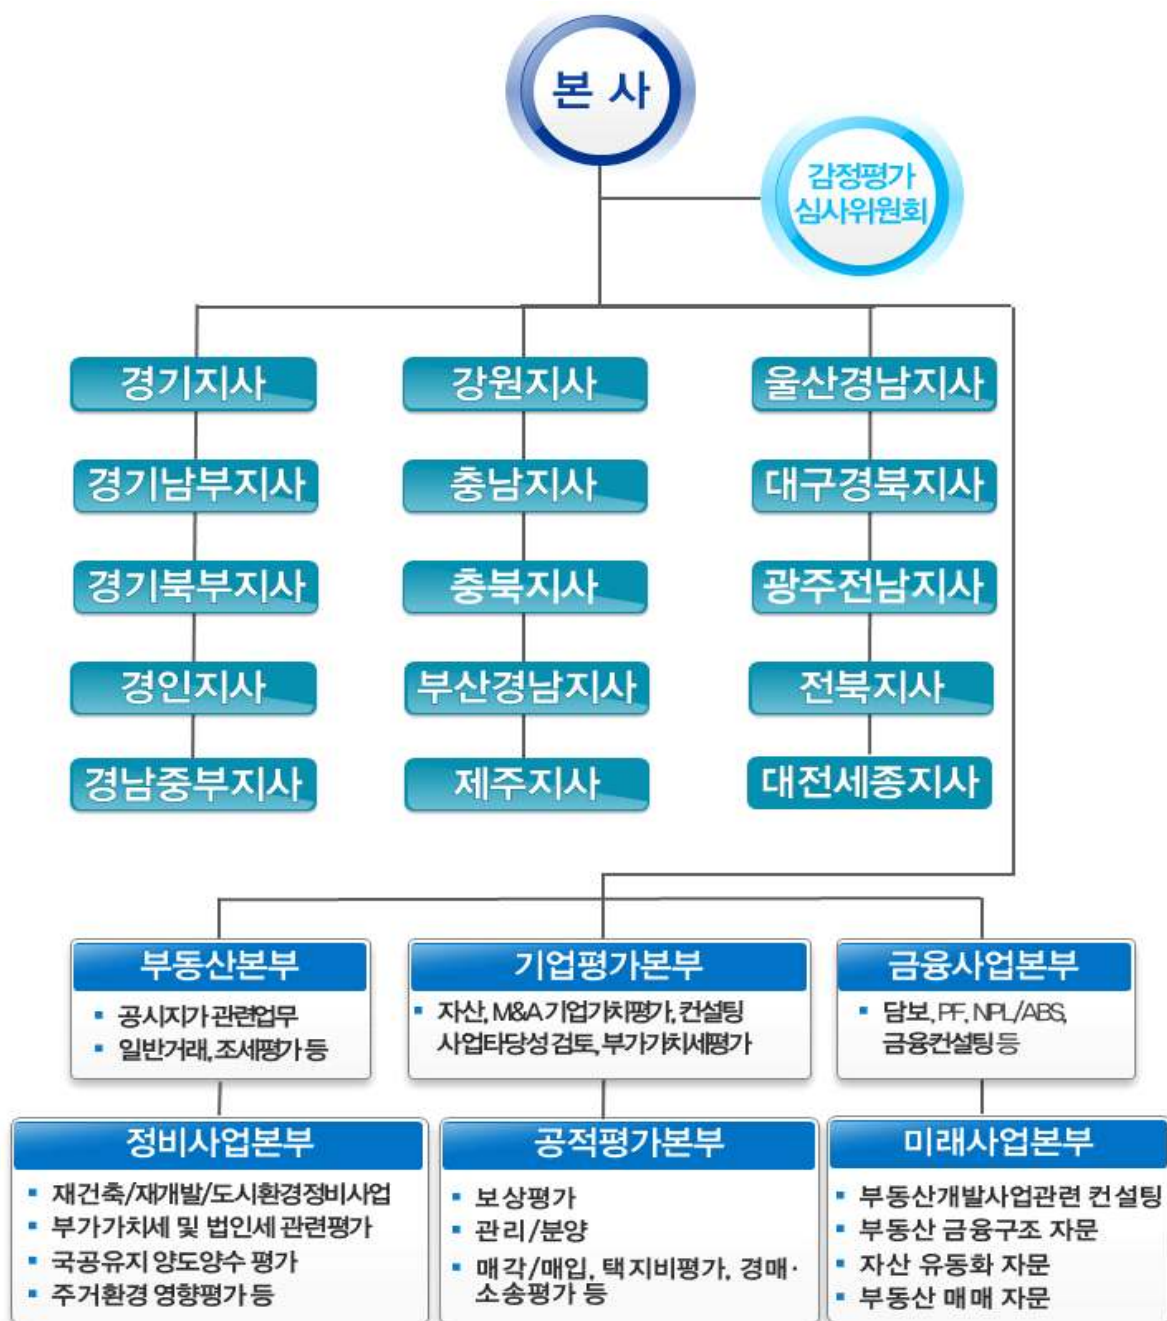 본 사
감정평가
심사위원회
경기지사
강원지사
울산경남지사
경기남부지사
충남지사
대구경북지사
경기북부지사
충북지사
광주전남지사
경인지사
부산경남지사
전북지사
경남중부지사
제주지사
대전세종지사
부동산본부
▪ 공시지가 관련업무
▪ 일반거래, 조세평가 등
기업평가본부
▪ 자산, M&A 기업가치평가, 컨설팅
사업타당성 검토, 부가가치세평가
금융사업본부
▪ 담보, PF, NPL/ABS,
금융컨설팅 등
정비사업본부
▪ 재건축/재개발/도시환경정비사업
▪ 부가가치세 및 법인세 관련평가
▪ 국공유지 양도양수 평가
▪ 주거환경 영향평가 등
공적평가본부
▪ 보상평가
▪ 관리/분양
▪ 매각/매입, 택지비평가, 경매·
소송평가 등
미래사업본부
▪ 부동산개발사업관련 컨설팅
▪ 부동산 금융구조 자문
▪ 자산 유동화 자문
▪ 부동산 매매 자문